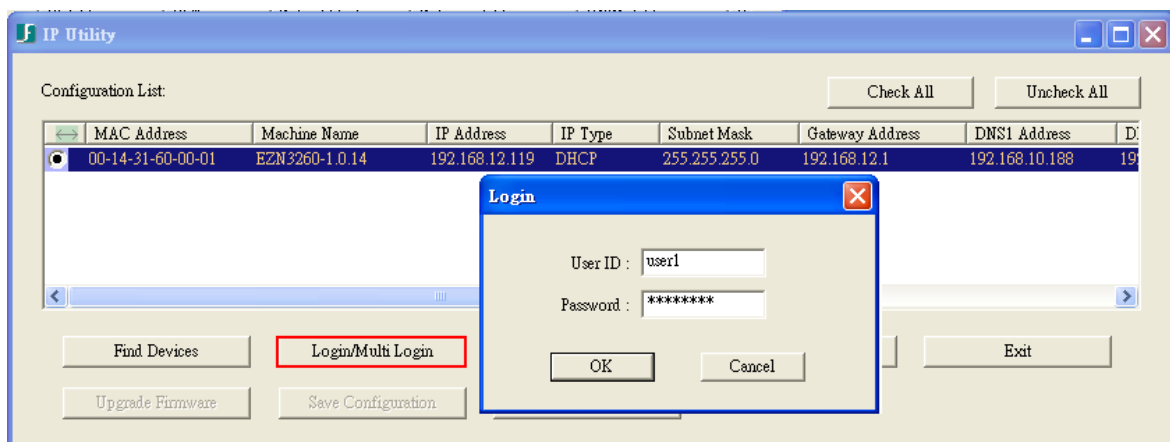 IP Utility
Configuration List:
Check All
Uncheck All
MAC Address Machine Name IP Address IP Type Subnet Mask Gateway Address DNS1 Address
00-14-31-60-00-01 EZN3260-1.0.14 192.168.12.119 DHCP 255.255.255.0 192.168.12.1 192.168.10.188
Login
User ID : user1
Password : ********
OK Cancel
Find Devices Login/Multi Login Exit
Upgrade Firmware Save Configuration